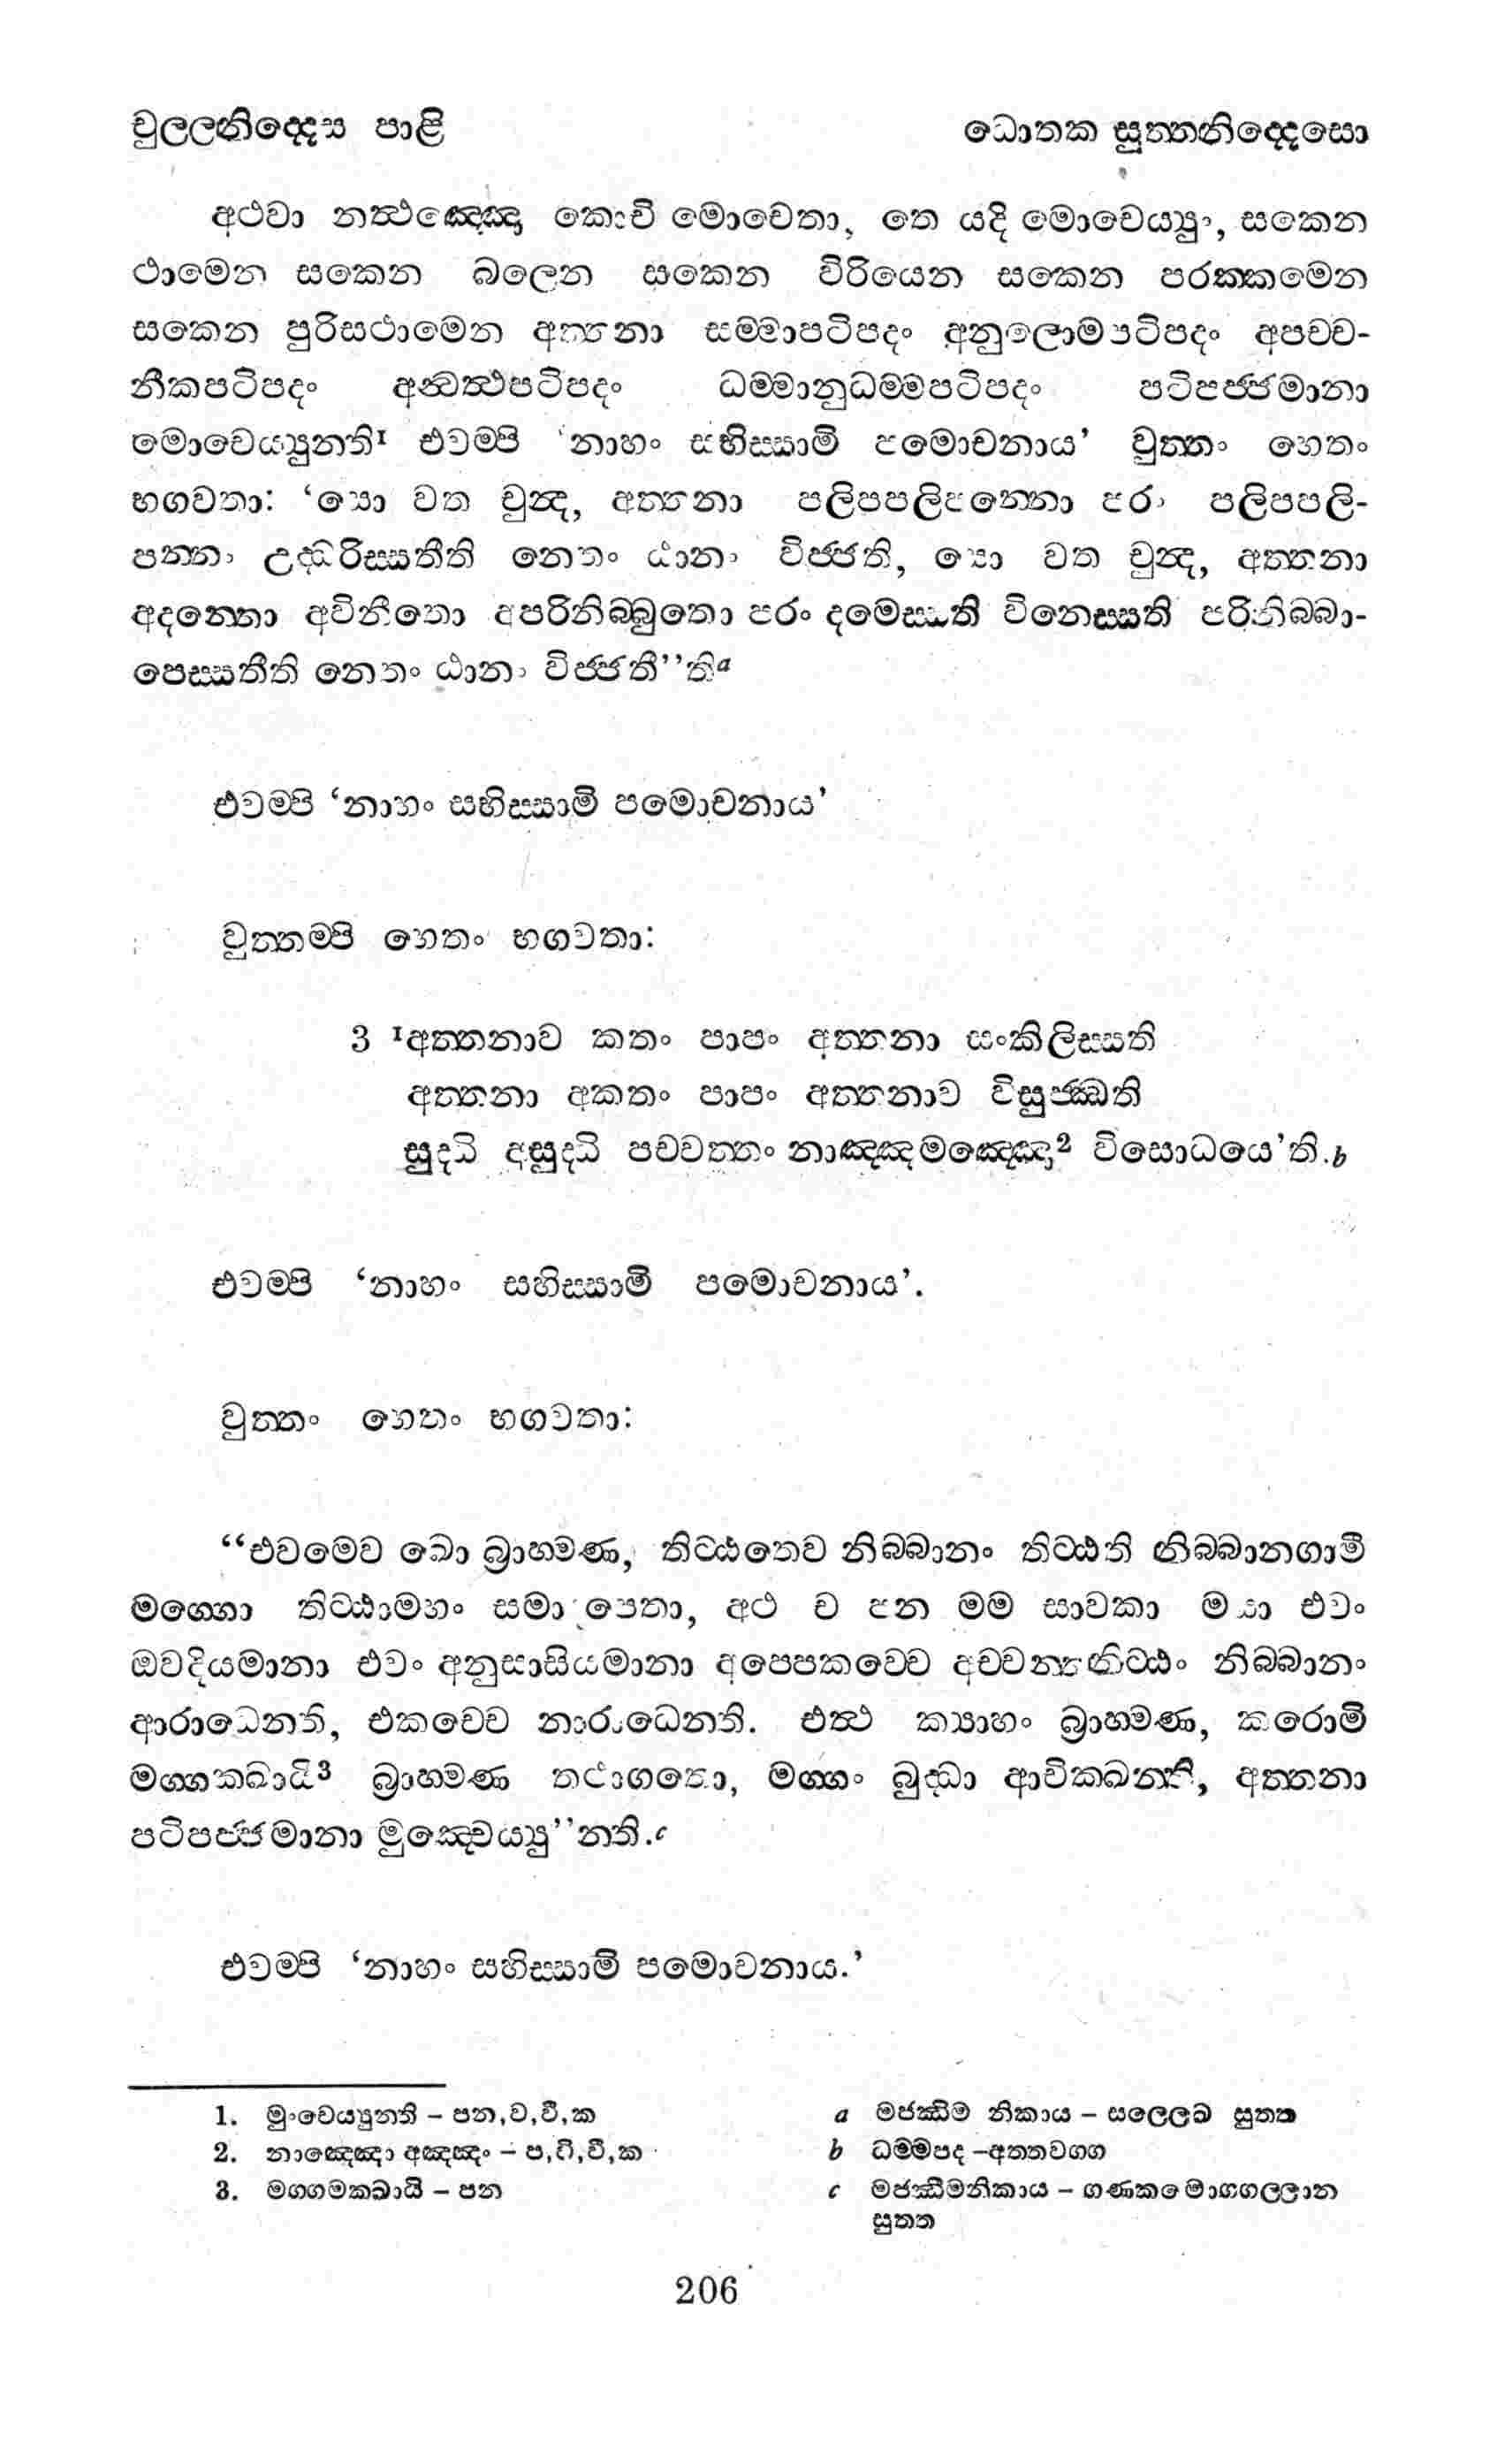 චුල්ලනිද්දෙස පාළි
ධොතක සුත්තනිද්දෙසො
අථවා නත්ථඤ්ඤො කොචි මොචෙතා, තෙ යදි මොචෙය්‍යුං, සකෙන
ථාමෙන සකෙන බලෙන සකෙන විරියෙන සකෙන පරක්කමෙන
සකෙන පුරිසථාමෙන අත්තනා සම්මාපටිපදං අනුලොමපටිපදං අපච්ච-
නීකපටිපදං අන්වත්ථපටිපදං ධම්මානුධම්මපටිපදං පටිපජ්ජමානා
මොචෙය්‍යුනති1 එවම්පි 'නාහං සභිස්සාමි පමොචනාය' වුත්තං හෙතං
භගවතා: 'සො වත චුන්ද, අත්තනා පලිපපලිපන්නො පරං පලිපපලි-
පන්නං උද්ධරිස්සතීති නෙතං ඨානං විජ්ජති, සො වත චුන්ද, අත්තනා
අදන්තො අවිනීතො අපරිනිබ්බුතො පරං දමෙස්සති විනෙස්සති පරිනිබ්බා-
පෙස්සතීති නෙතං ඨානං විජ්ජතී''තිa
එවම්පි 'නාහං සභිස්සාමි පමොචනාය'
වුත්තම්පි හෙතං භගවතා:
3 1අත්තනාව කතං පාපං අත්තනා සංකිලිස්සති
අත්තනා අකතං පාපං අත්තනාව විසුජ්ඣති
සුද්ධි අසුද්ධි පච්චත්තං නාඤ්ඤමඤ්ඤො2 විසොධයෙ'ති.b
එවම්පි 'නාහං සහිස්සාමි පමොචනාය'.
වුත්තං හෙතං භගවතා:
''එවමෙව ඛො බ්‍රාහ්මණ, තිට්ඨතෙව නිබ්බානං තිට්ඨති නිබ්බානගාමී
මග්ගො තිට්ඨාමහං සමාදපෙතා, අථ ච පන මම සාවකා මයා එවං
ඔවදියමානා එවං අනුසාසියමානා අප්පෙකච්චෙ අච්චන්තනිට්ඨං නිබ්බානං
ආරාධෙනති, එකච්චෙ නාරාධෙනති. එත්ථ ක්‍යාහං බ්‍රාහ්මණ, කරොමි
මග්ගක්ඛායි3 බ්‍රාහ්මණ තථාගතො, මග්ගං බුද්ධා ආචික්ඛන්ති, අත්තනා
පටිපජ්ජමානා මුඤ්චෙය්‍යු''නති.c
එවම්පි 'නාහං සහිස්සාමි පමොචනාය.'
1. මුංචෙය්‍යුනති – පන,ව,වී,ක
2. නාඤ්ඤො අඤ්ඤං – ප,ගි,වී,ක
3. මග්ගමක්ඛායි – පන
a මජ්ඣිම නිකාය – සල්ලෙඛ සුත්ත
b ධම්මපද –අත්තවග්ග
c මජ්ඣිමනිකාය – ගණකමොග්ගල්ලාන
සුත්ත
206